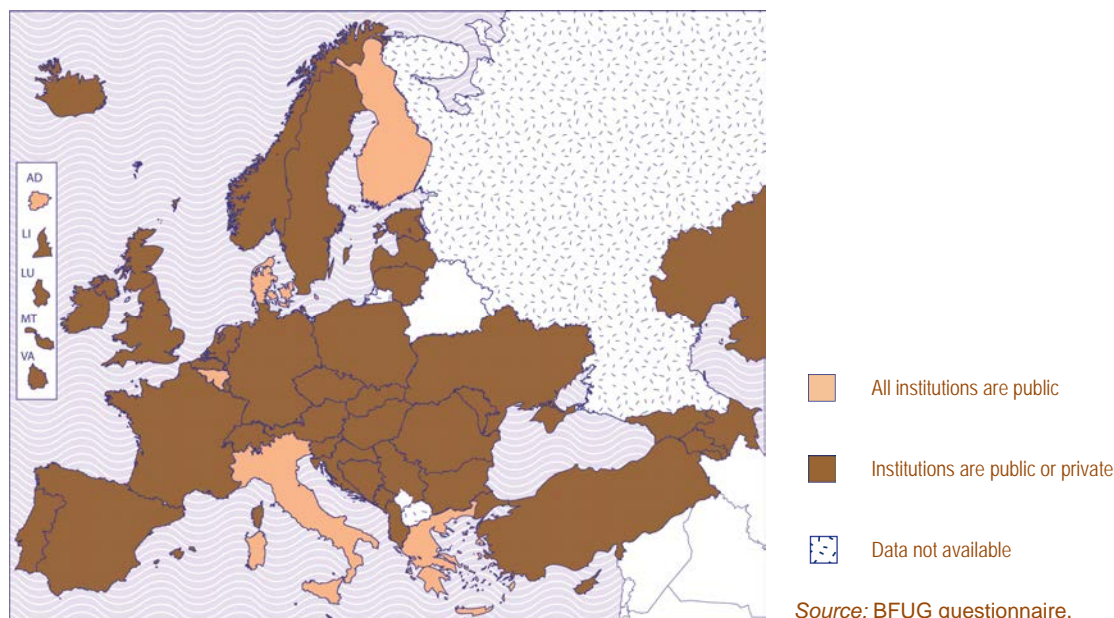 AD
LI
LU
MT
VA
All institutions are public
Institutions are public or private
Data not available
Source: BFUG questionnaire.